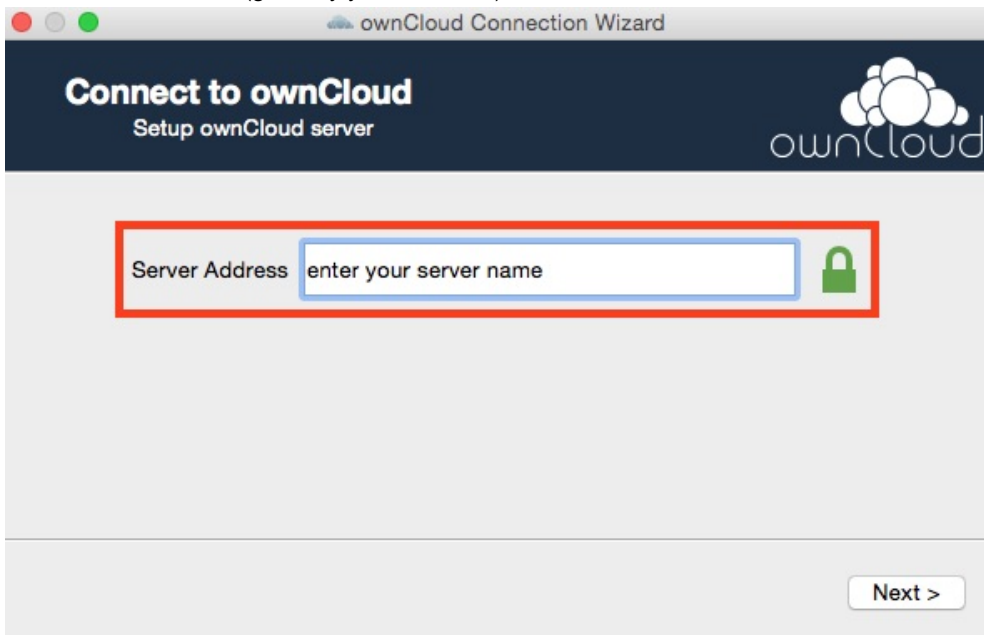 ownCloud Connection Wizard
Connect to ownCloud
Setup ownCloud server
ownCloud
Server Address enter your server name
Next >